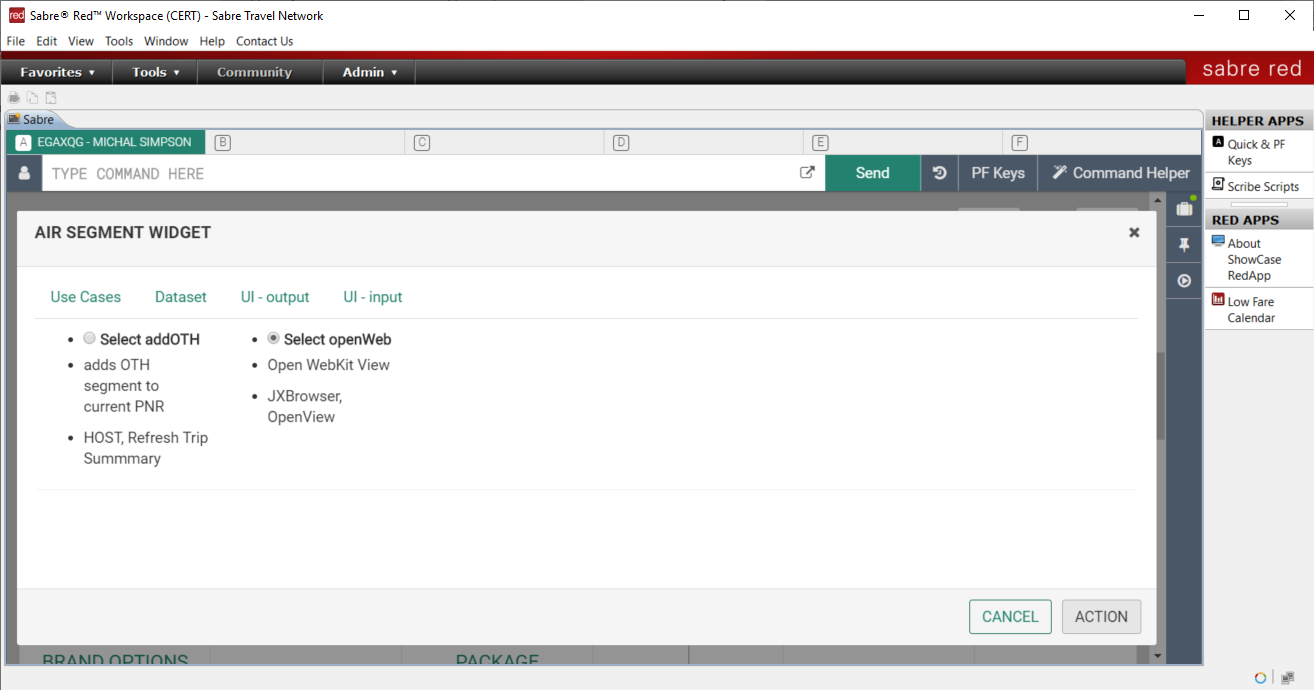 red Sabre® Red™ Workspace (CERT) - Sabre Travel Network
File Edit View Tools Window Help Contact Us
Favorites Tools Community Admin sabre red
Sabre
A EGAXQG - MICHAL SIMPSON B C D E F
TYPE COMMAND HERE Send PF Keys Command Helper
AIR SEGMENT WIDGET
Use Cases Dataset UI - output UI - input
Select addOTH
adds OTH
segment to
current PNR
HOST, Refresh Trip
Summmary
Select openWeb
Open WebKit View
JXBrowser,
OpenView
CANCEL ACTION
BRAND OPTIONS PACKAGE
HELPER APPS
A Quick & PF
Keys
Scribe Scripts
RED APPS
About
ShowCase
RedApp
Low Fare
Calendar